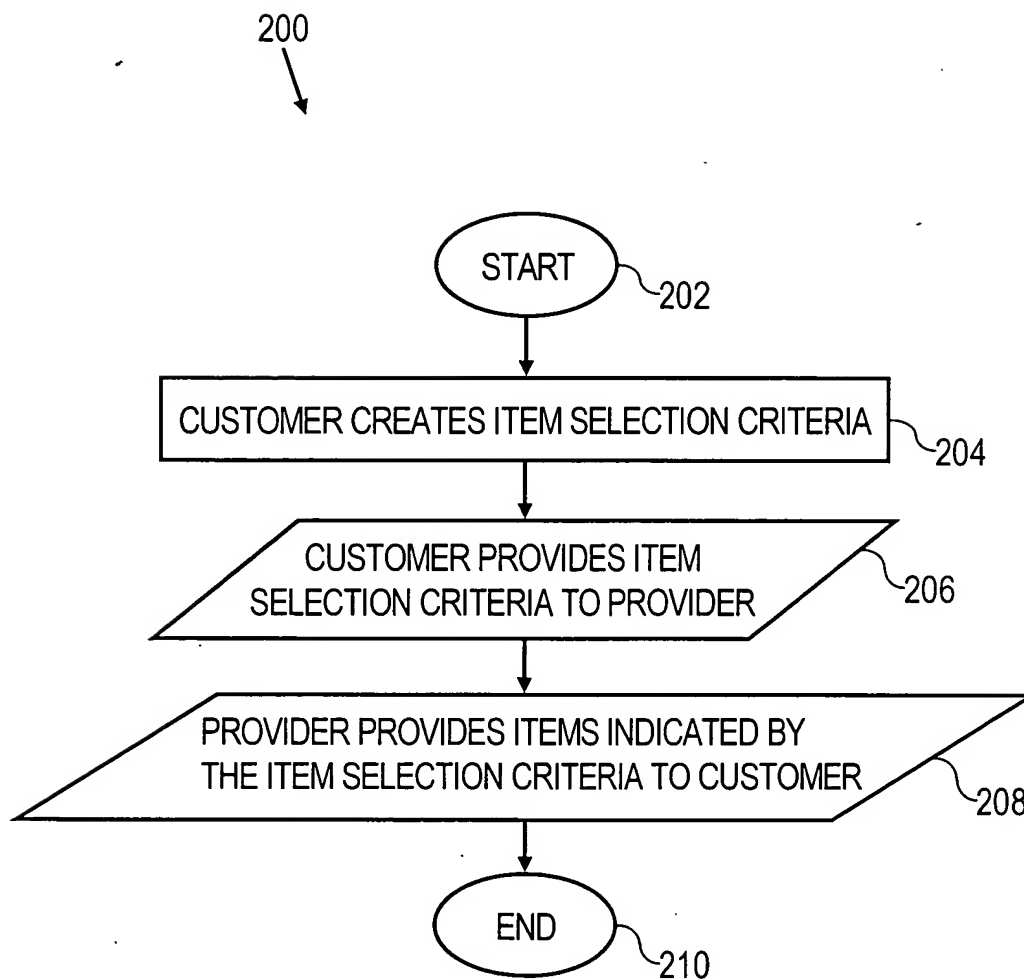 200
START
202
CUSTOMER CREATES ITEM SELECTION CRITERIA
204
CUSTOMER PROVIDES ITEM
SELECTION CRITERIA TO PROVIDER
206
PROVIDER PROVIDES ITEMS INDICATED BY
THE ITEM SELECTION CRITERIA TO CUSTOMER
208
END
210